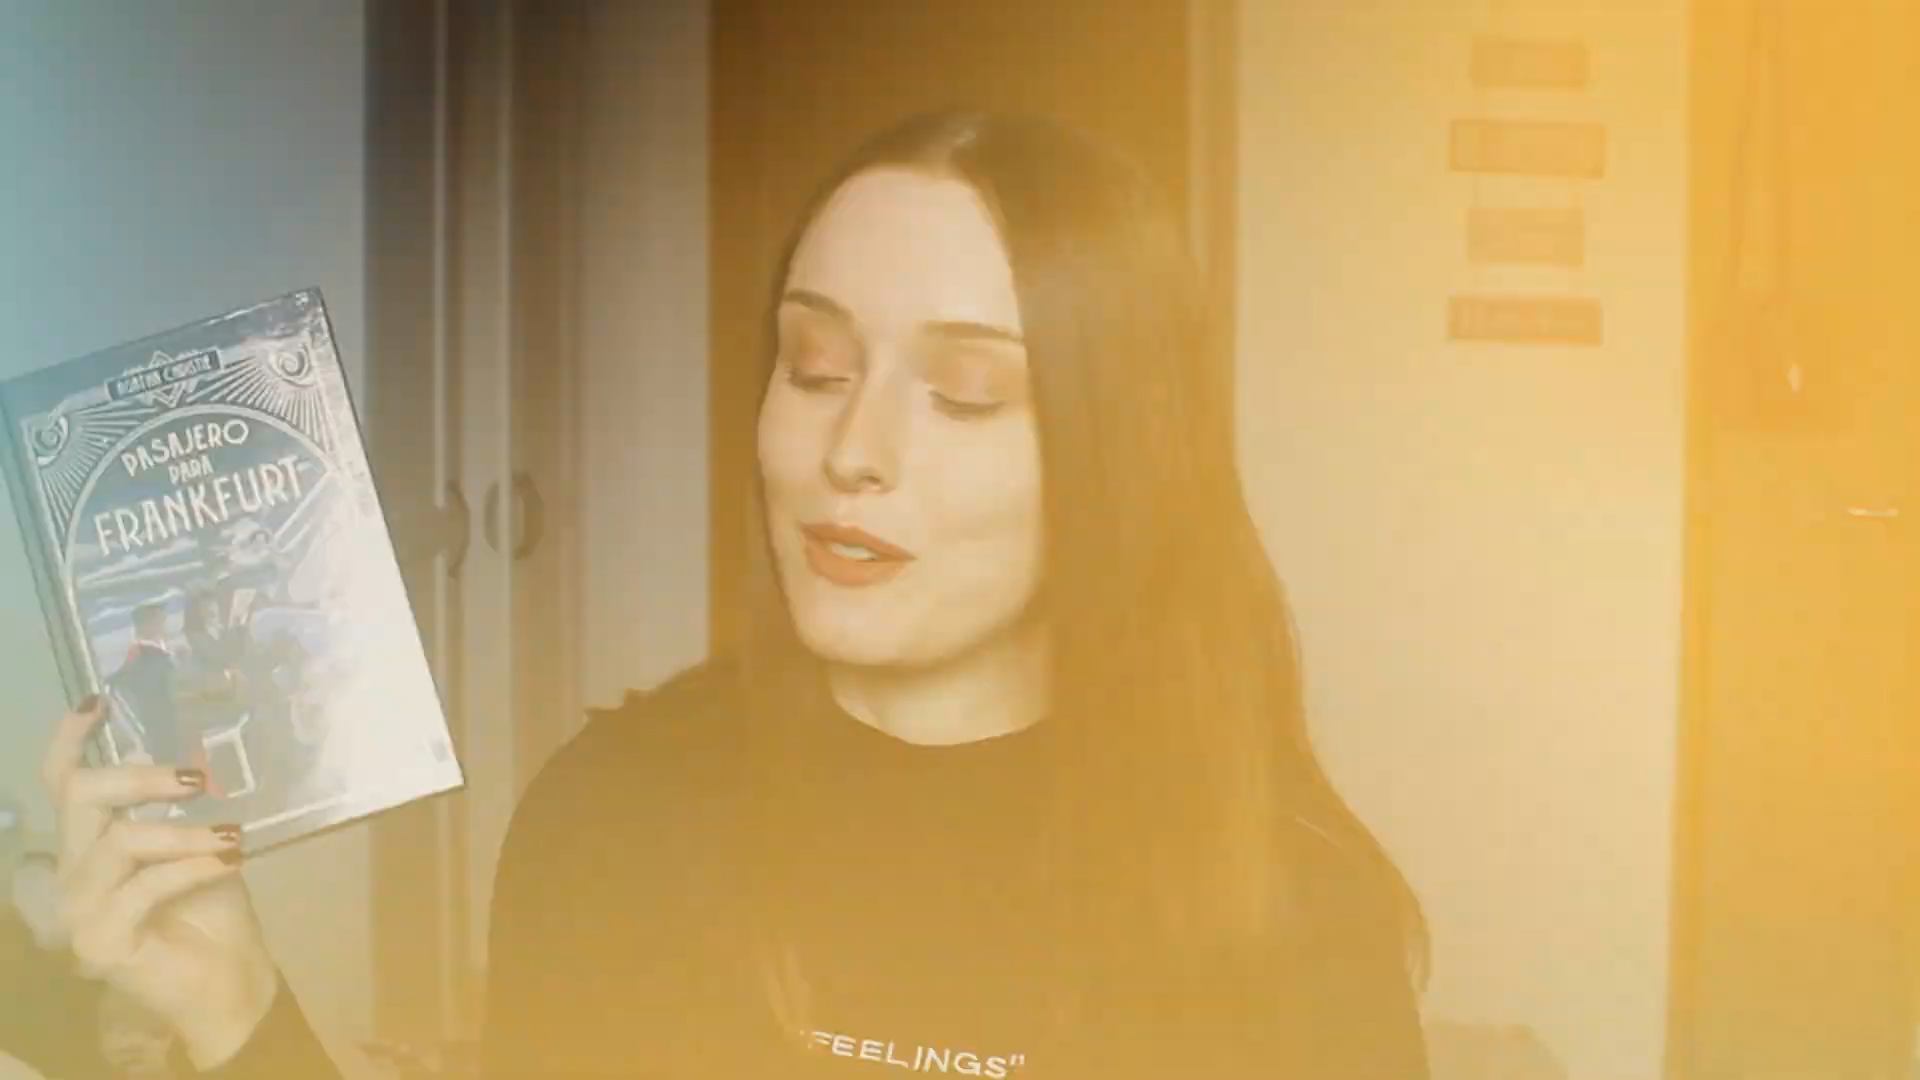 AGATHA CHRISTIE
PASAJERO
PARA
FRANKFURT
"FEELINGS"